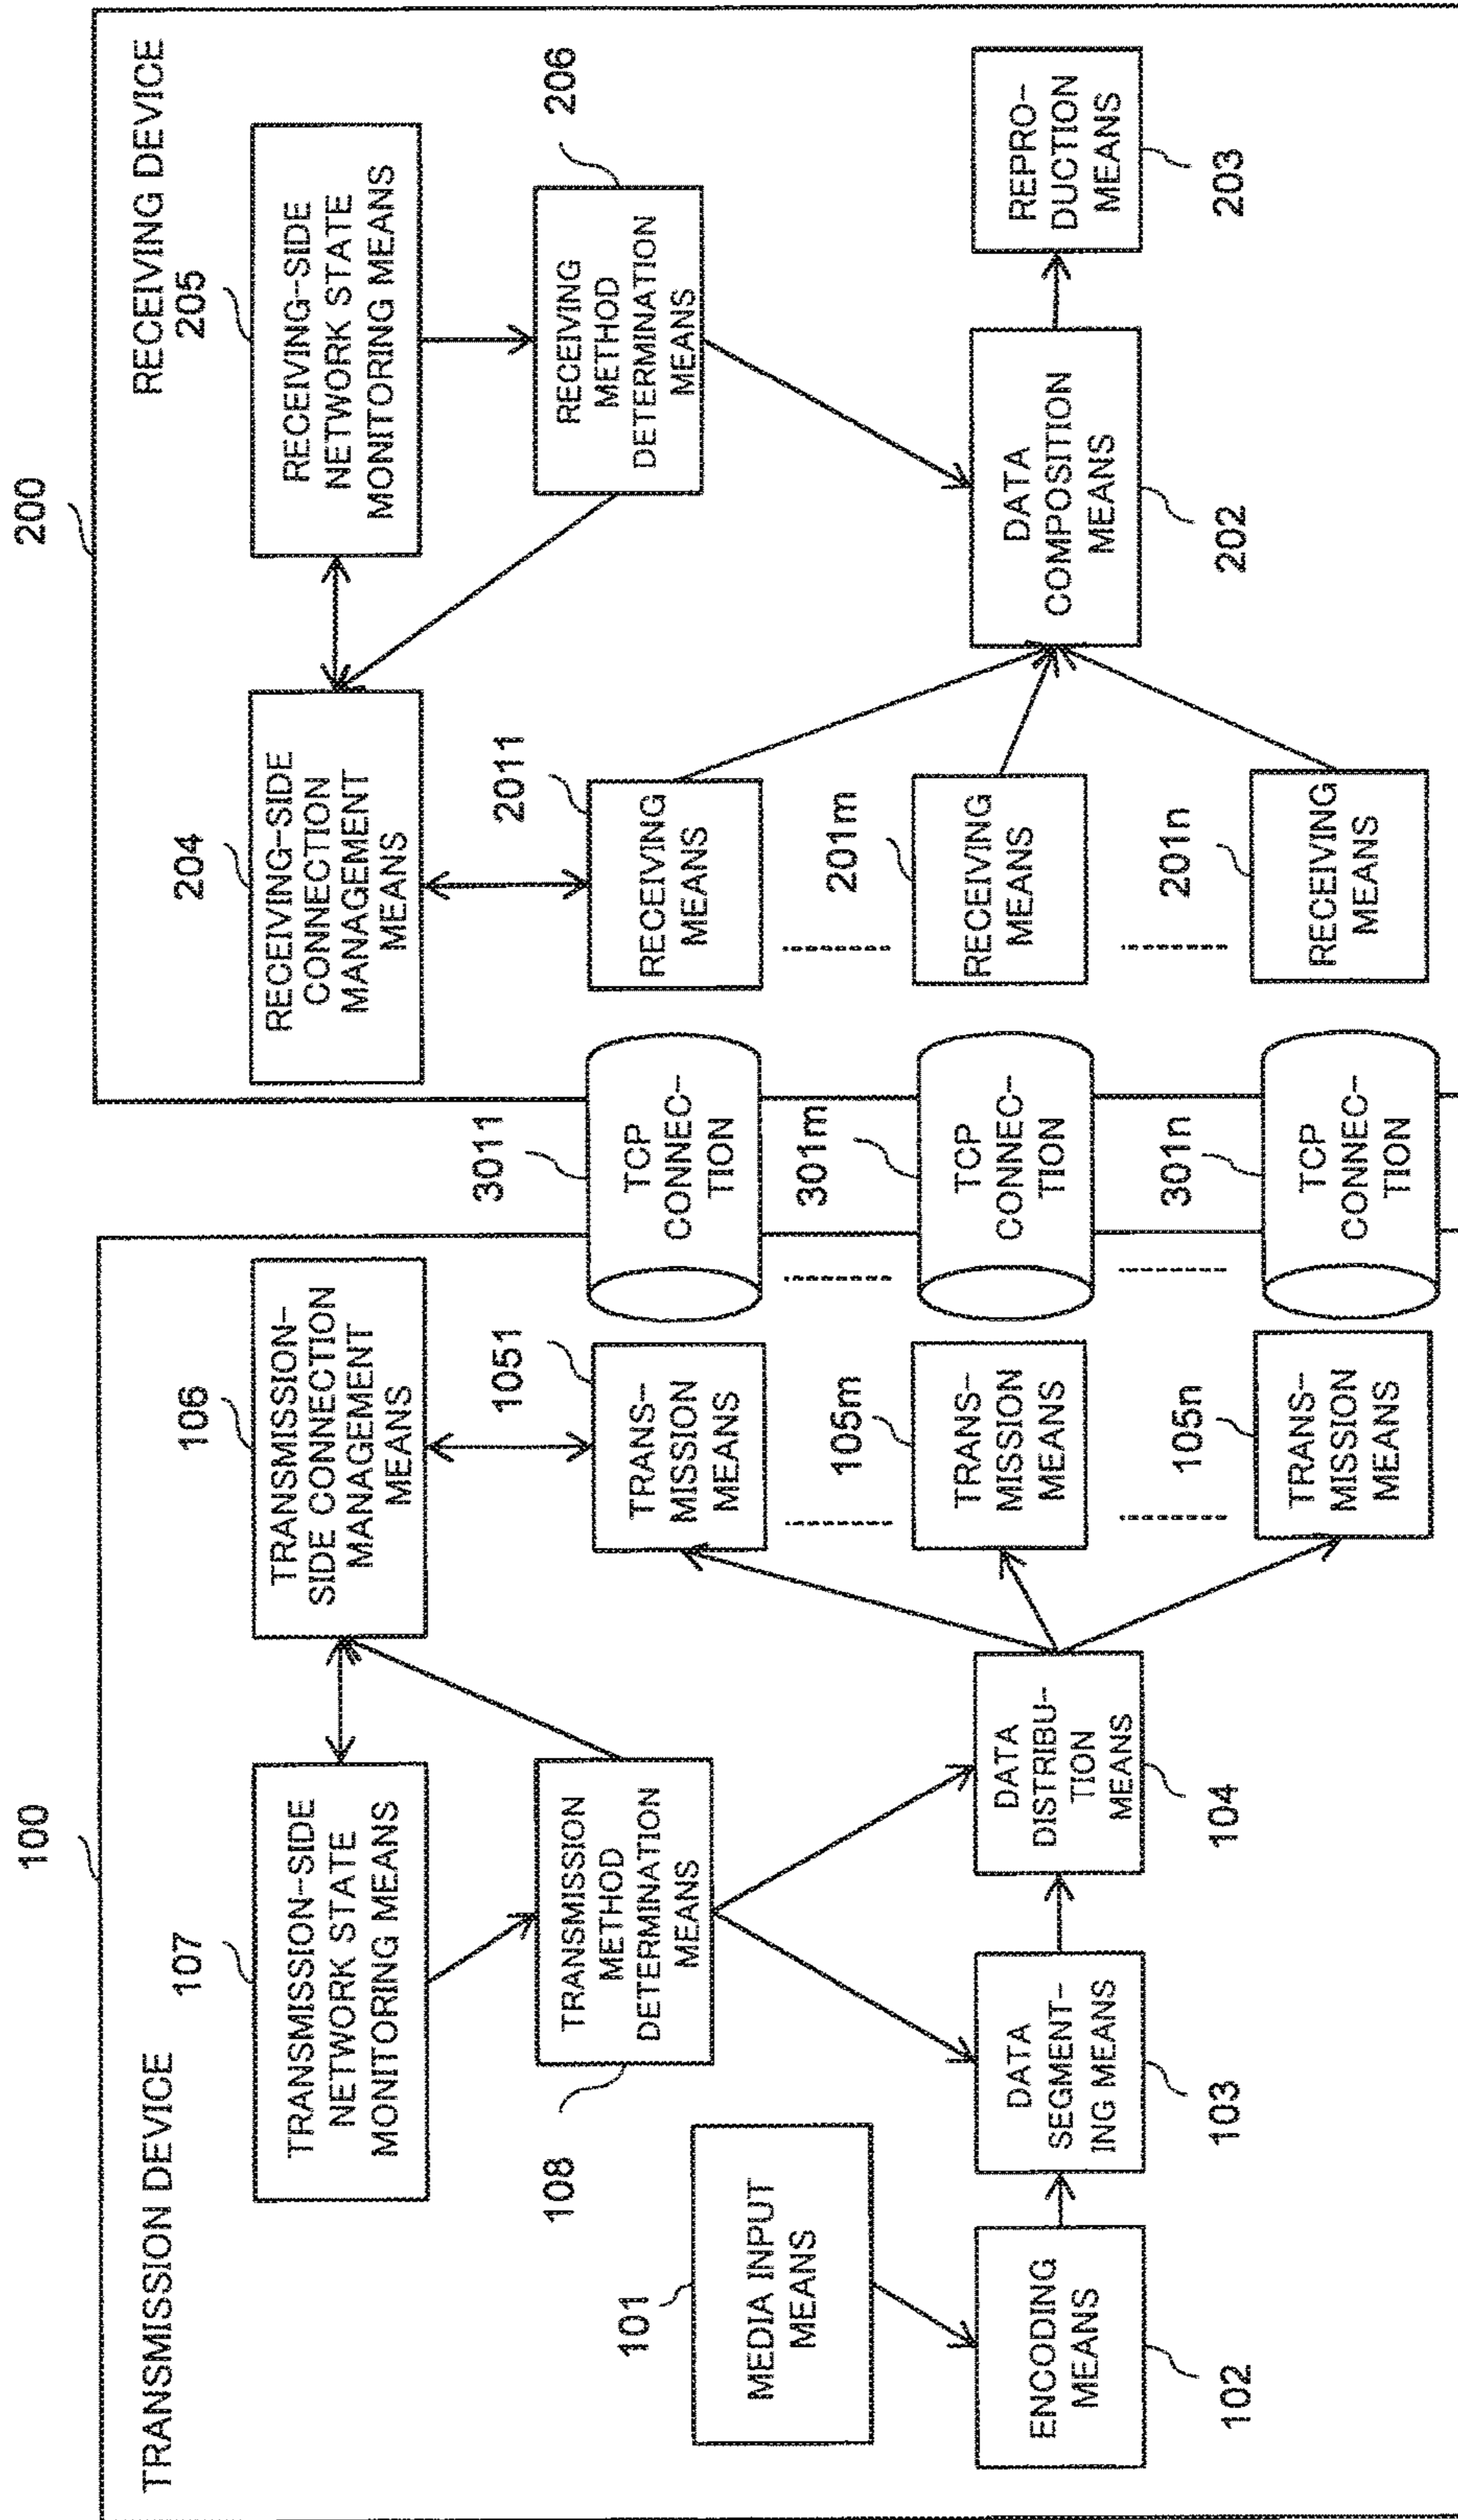 100
TRANSMISSION DEVICE
107
TRANSMISSION-SIDE
NETWORK STATE
MONITORING MEANS
106
TRANSMISSION-
SIDE CONNECTION
MANAGEMENT
MEANS
108
TRANSMISSION
METHOD
DETERMINATION
MEANS
101
MEDIA INPUT
MEANS
102
ENCODING
MEANS
103
DATA
SEGMENT-
ING MEANS
104
DATA
DISTRIBU-
TION
MEANS
1051
TRANS-
MISSION
MEANS
105m
TRANS-
MISSION
MEANS
105n
TRANS-
MISSION
MEANS
3011
TCP
CONNEC-
TION
301m
TCP
CONNEC-
TION
301n
TCP
CONNEC-
TION
200
RECEIVING DEVICE
204
RECEIVING-SIDE
CONNECTION
MANAGEMENT
MEANS
205
RECEIVING-SIDE
NETWORK STATE
MONITORING MEANS
206
RECEIVING
METHOD
DETERMINATION
MEANS
2011
RECEIVING
MEANS
201m
RECEIVING
MEANS
201n
RECEIVING
MEANS
DATA
COMPOSITION
MEANS
202
REPRO-
DUCTION
MEANS
203